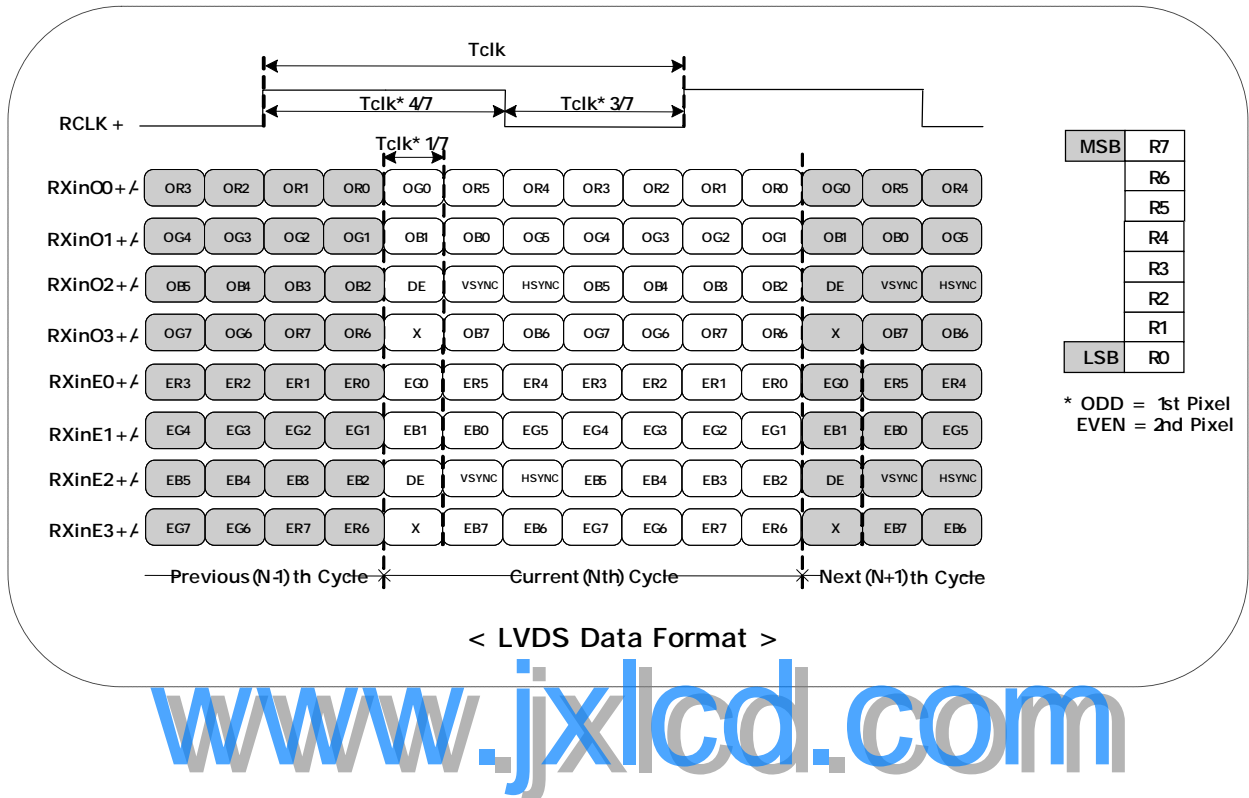 Tclk
Tclk* 4/7 Tclk* 3/7
RCLK +
Tclk* 1/7
MSB R7
R6
R5
R4
R3
R2
R1
LSB R0
* ODD = 1st Pixel
EVEN = 2nd Pixel
RXinO0+/- OR3 OR2 OR1 OR0 OG0 OR5 OR4 OR3 OR2 OR1 OR0 OG0 OR5 OR4
RXinO1+/- OG4 OG3 OG2 OG1 OB1 OB0 OG5 OG4 OG3 OG2 OG1 OB1 OB0 OG5
RXinO2+/- OB5 OB4 OB3 OB2 DE VSYNC HSYNC OB5 OB4 OB3 OB2 DE VSYNC HSYNC
RXinO3+/- OG7 OG6 OR7 OR6 X OB7 OB6 OG7 OG6 OR7 OR6 X OB7 OB6
RXinE0+/- ER3 ER2 ER1 ER0 EG0 ER5 ER4 ER3 ER2 ER1 ER0 EG0 ER5 ER4
RXinE1+/- EG4 EG3 EG2 EG1 EB1 EB0 EG5 EG4 EG3 EG2 EG1 EB1 EB0 EG5
RXinE2+/- EB5 EB4 EB3 EB2 DE VSYNC HSYNC EB5 EB4 EB3 EB2 DE VSYNC HSYNC
RXinE3+/- EG7 EG6 ER7 ER6 X EB7 EB6 EG7 EG6 ER7 ER6 X EB7 EB6
Previous (N-1)th Cycle Current (Nth) Cycle Next (N+1)th Cycle
< LVDS Data Format >
www.jxlcd.com